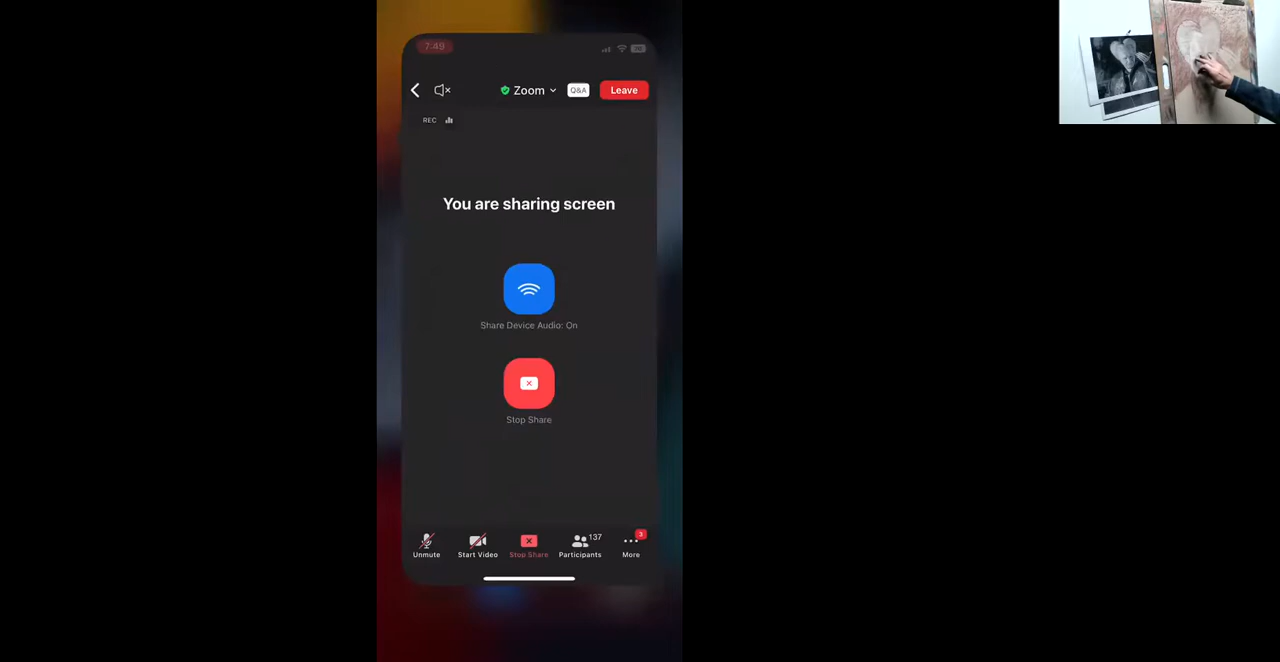 7:49
Zoom Q&A Leave
REC
You are sharing screen
Share Device Audio: On
Stop Share
137 3
Unmute Start Video Stop Share Participants More